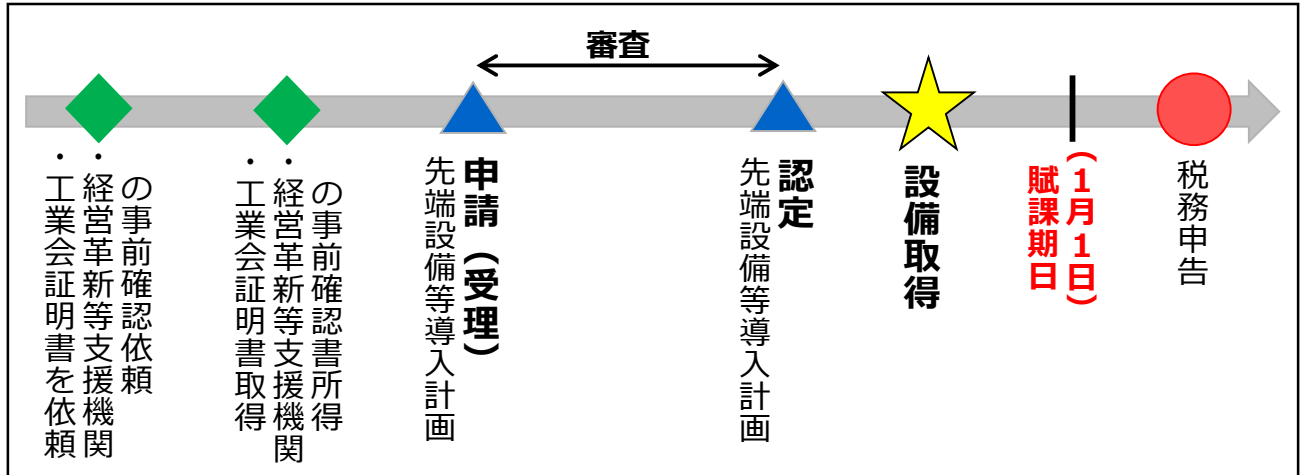 審査
・工業会証明書を依頼
・経営革新等支援機関
の事前確認依頼
・工業会証明書取得
・経営革新等支援機関
の事前確認書所得
先端設備等導入計画
申請（受理）
先端設備等導入計画
認定
設備取得
賦課期日
（1月1日）
税務申告